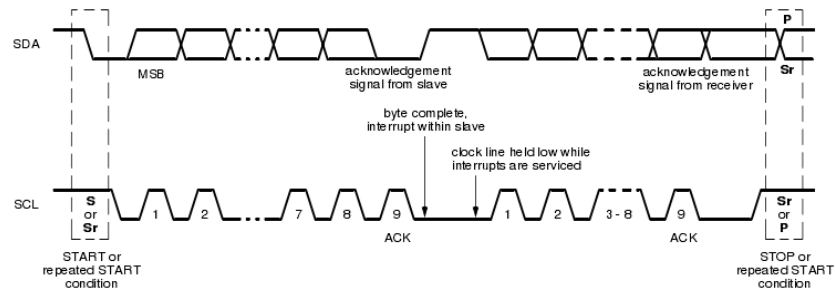 P
SDA
MSB
acknowledgement
signal from slave
acknowledgement
signal from receiver
Sr
byte complete,
interrupt within slave
clock line held low while
interrupts are serviced
SCL
S
or
Sr
1
2
7
8
9
1
2
3 - 8
9
Sr
or
P
ACK
ACK
START or
repeated START
condition
STOP or
repeated START
condition